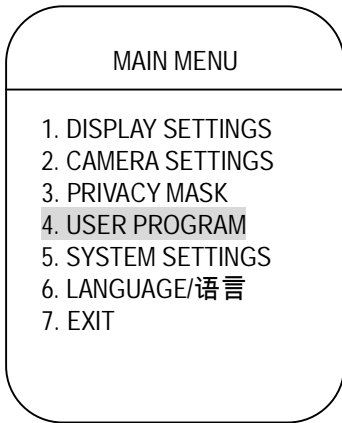 MAIN MENU
1. DISPLAY SETTINGS
2. CAMERA SETTINGS
3. PRIVACY MASK
4. USER PROGRAM
5. SYSTEM SETTINGS
6. LANGUAGE/语言
7. EXIT